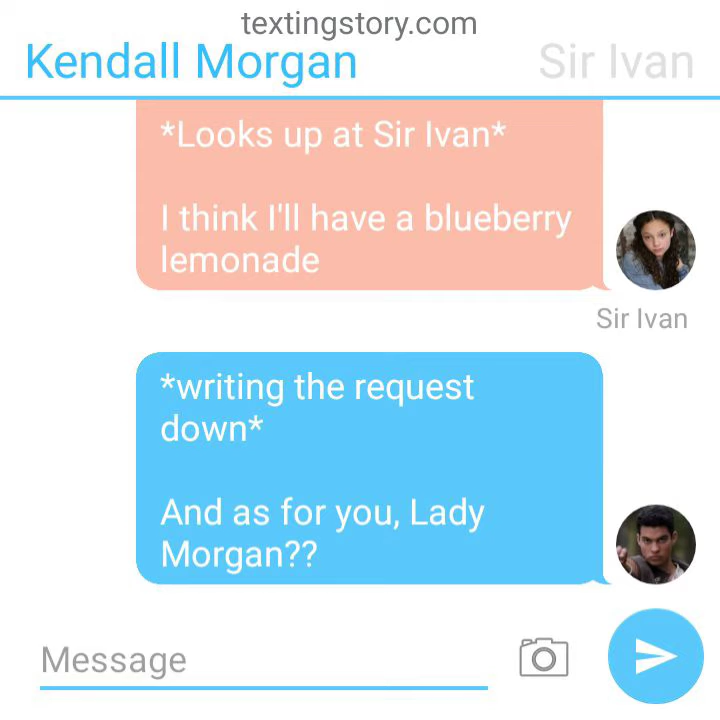 textingstory.com
Kendall Morgan
Sir Ivan
*Looks up at Sir Ivan*
I think I'll have a blueberry
lemonade
Sir Ivan
*writing the request
down*
And as for you, Lady
Morgan??
Message